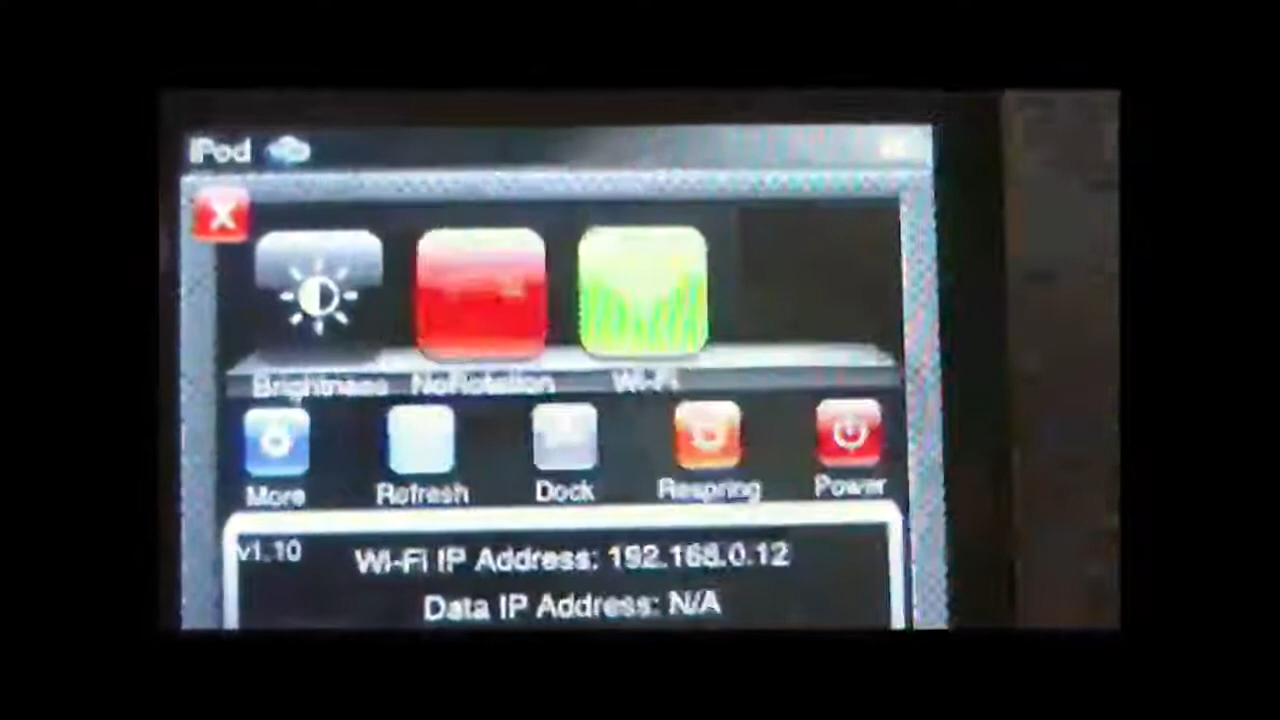 iPod
X
Brightness NoRotation Wi-Fi
More Refresh Dock Respring Power
v1.10
Wi-Fi IP Address: 192.168.0.12
Data IP Address: N/A